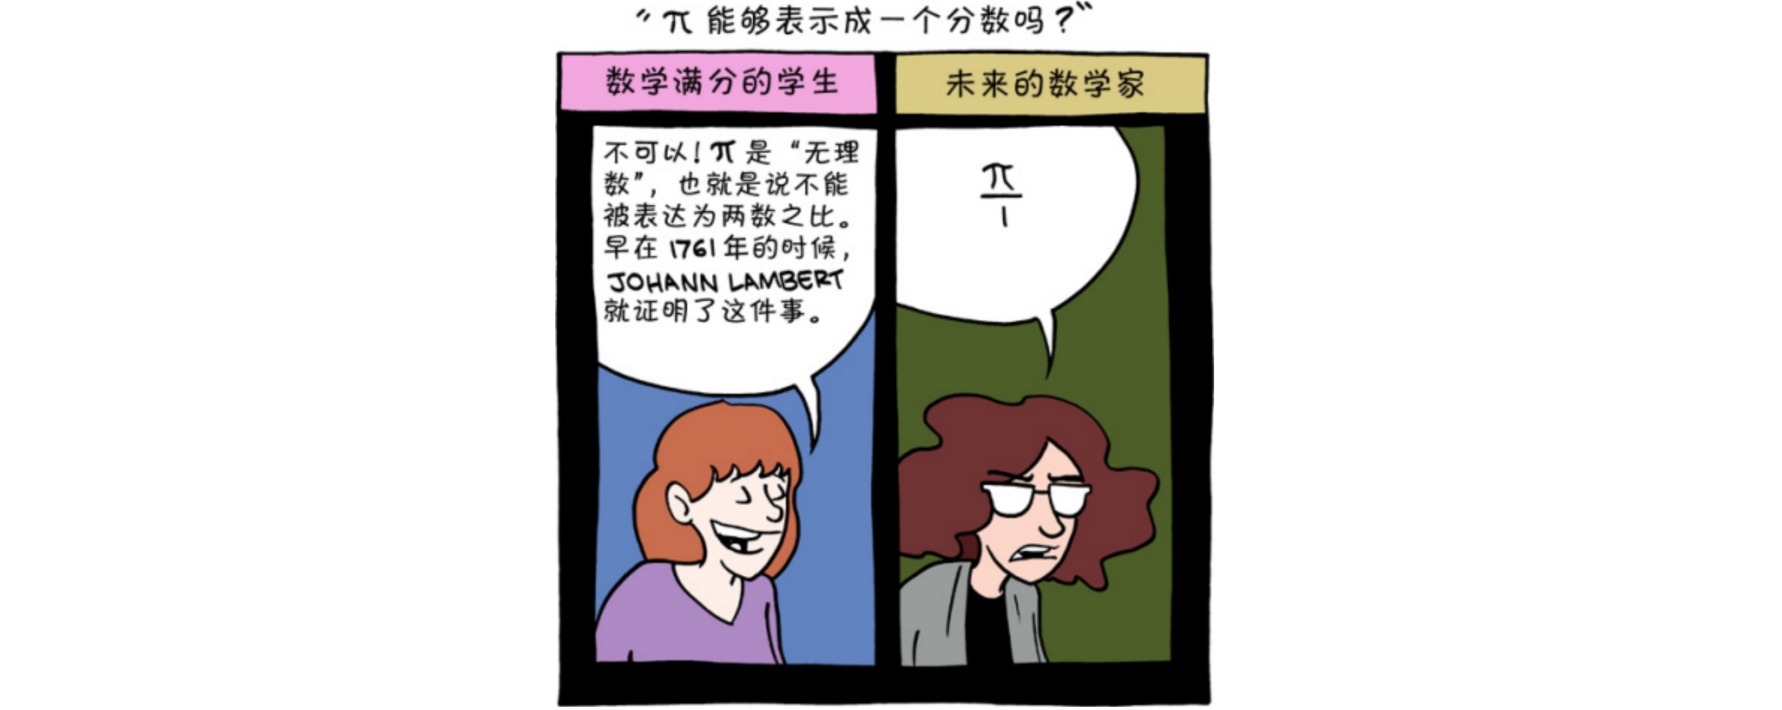 “π 能够表示成一个分数吗？”
数学满分的学生
未来的数学家
不可以！π 是 “无理
数”，也就是说不能
被表达为两数之比。
早在 1761 年的时候，
JOHANN LAMBERT
就证明了这件事。
π
1